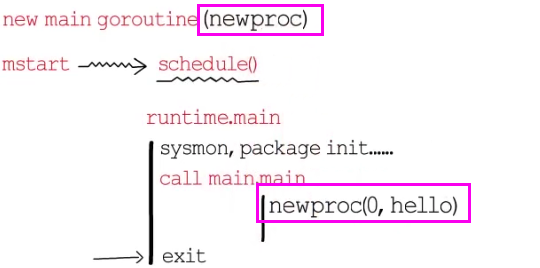 new main goroutine (newproc)
mstart schedule()
runtime.main
sysmon, package init......
call main.main
newproc(0, hello)
exit